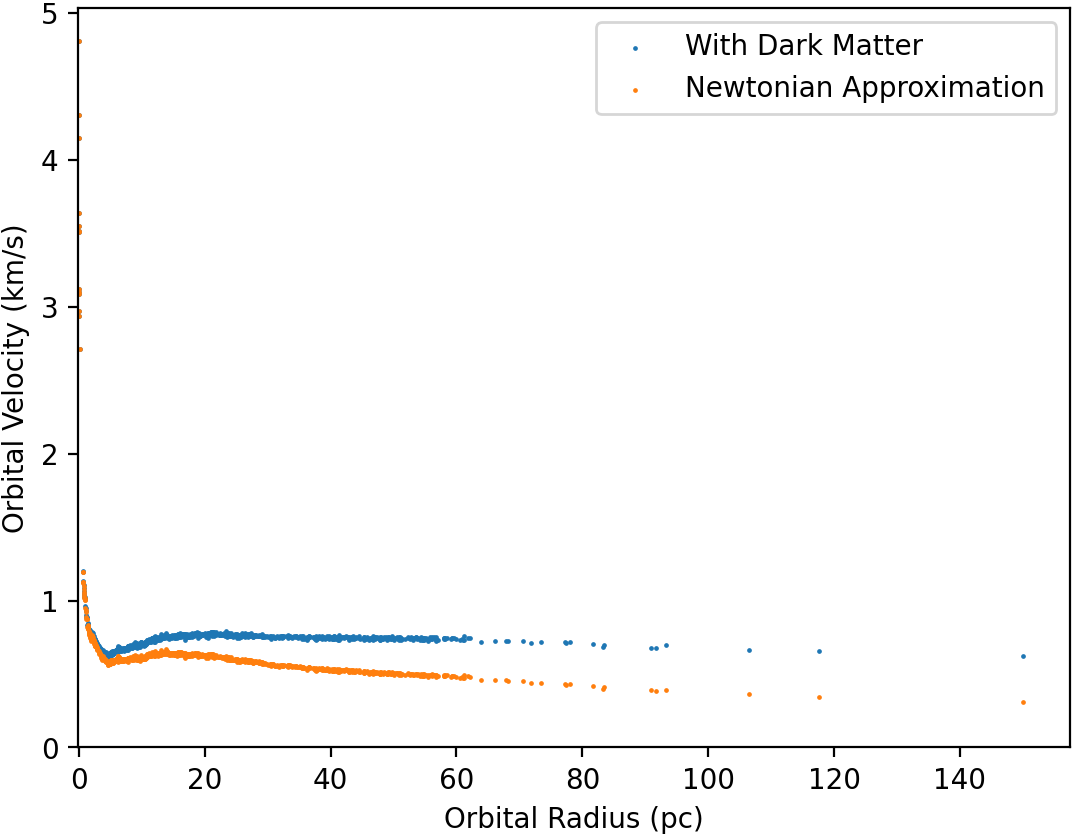 With Dark Matter
Newtonian Approximation
Orbital Velocity (km/s)
5
4
3
2
1
0
0 20 40 60 80 100 120 140
Orbital Radius (pc)